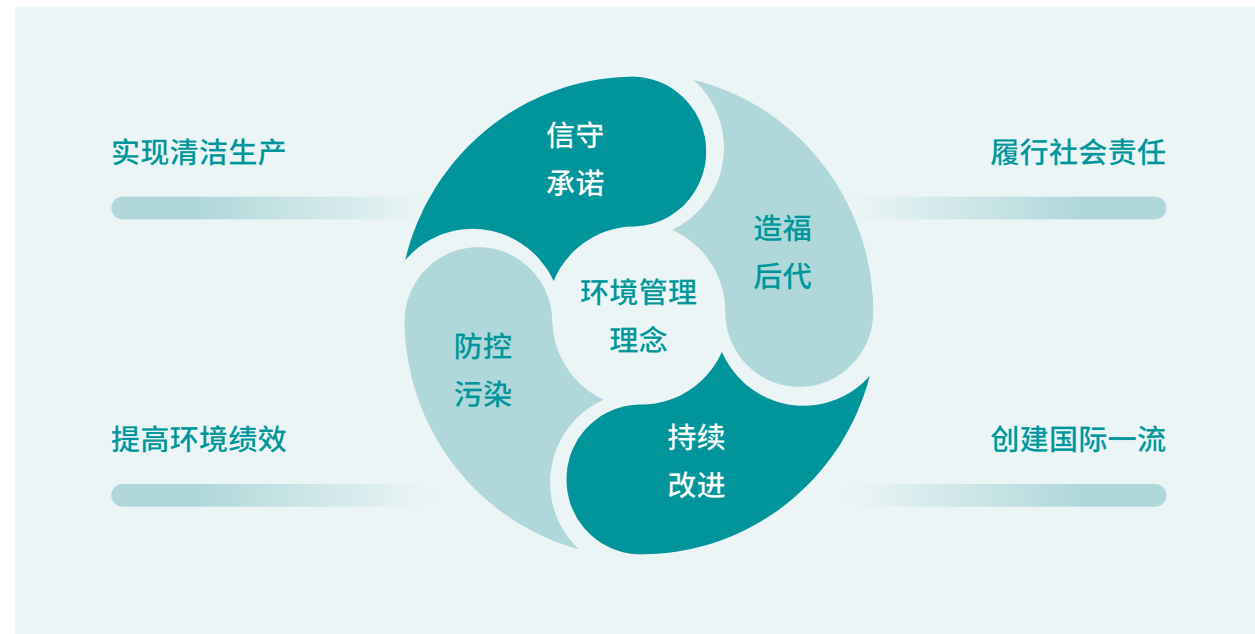 信守
承诺
实现清洁生产
履行社会责任
造福
后代
环境管理
理念
防控
污染
提高环境绩效
持续
改进
创建国际一流